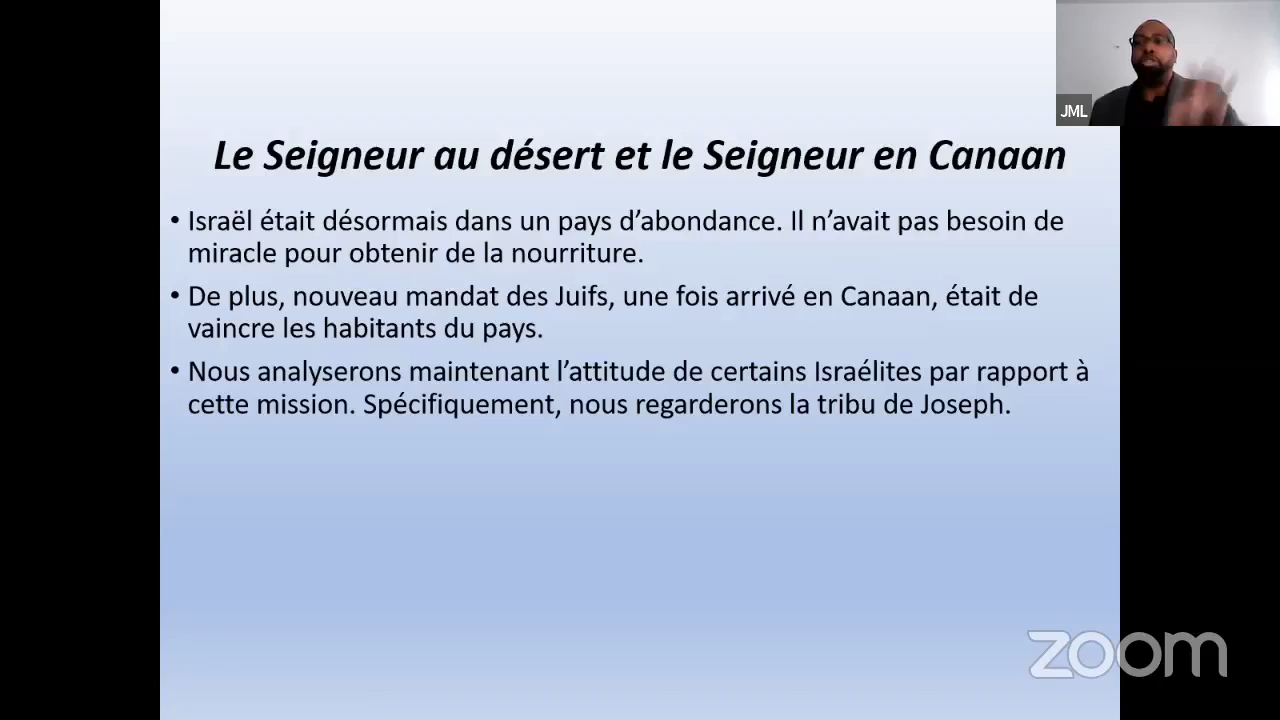 JML
Le Seigneur au désert et le Seigneur en Canaan
• Israël était désormais dans un pays d’abondance. Il n’avait pas besoin de
miracle pour obtenir de la nourriture.
• De plus, nouveau mandat des Juifs, une fois arrivé en Canaan, était de
vaincre les habitants du pays.
• Nous analyserons maintenant l’attitude de certains Israélites par rapport à
cette mission. Spécifiquement, nous regarderons la tribu de Joseph.
zoom